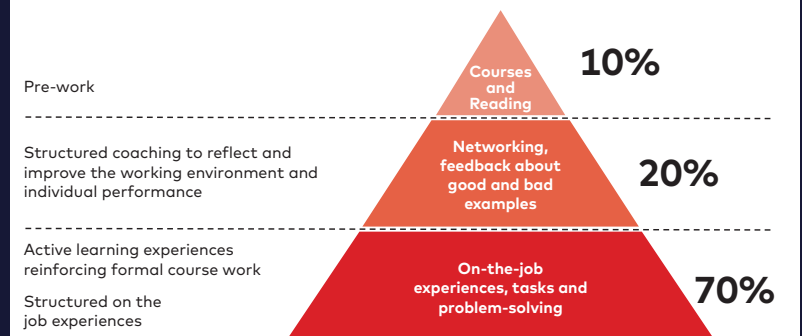 Pre-work
Courses
and
Reading
10%
Structured coaching to reflect and
improve the working environment and
individual performance
Networking,
feedback about
good and bad
examples
20%
Active learning experiences
reinforcing formal course work
Structured on the
job experiences
On-the-job
experiences, tasks and
problem-solving
70%